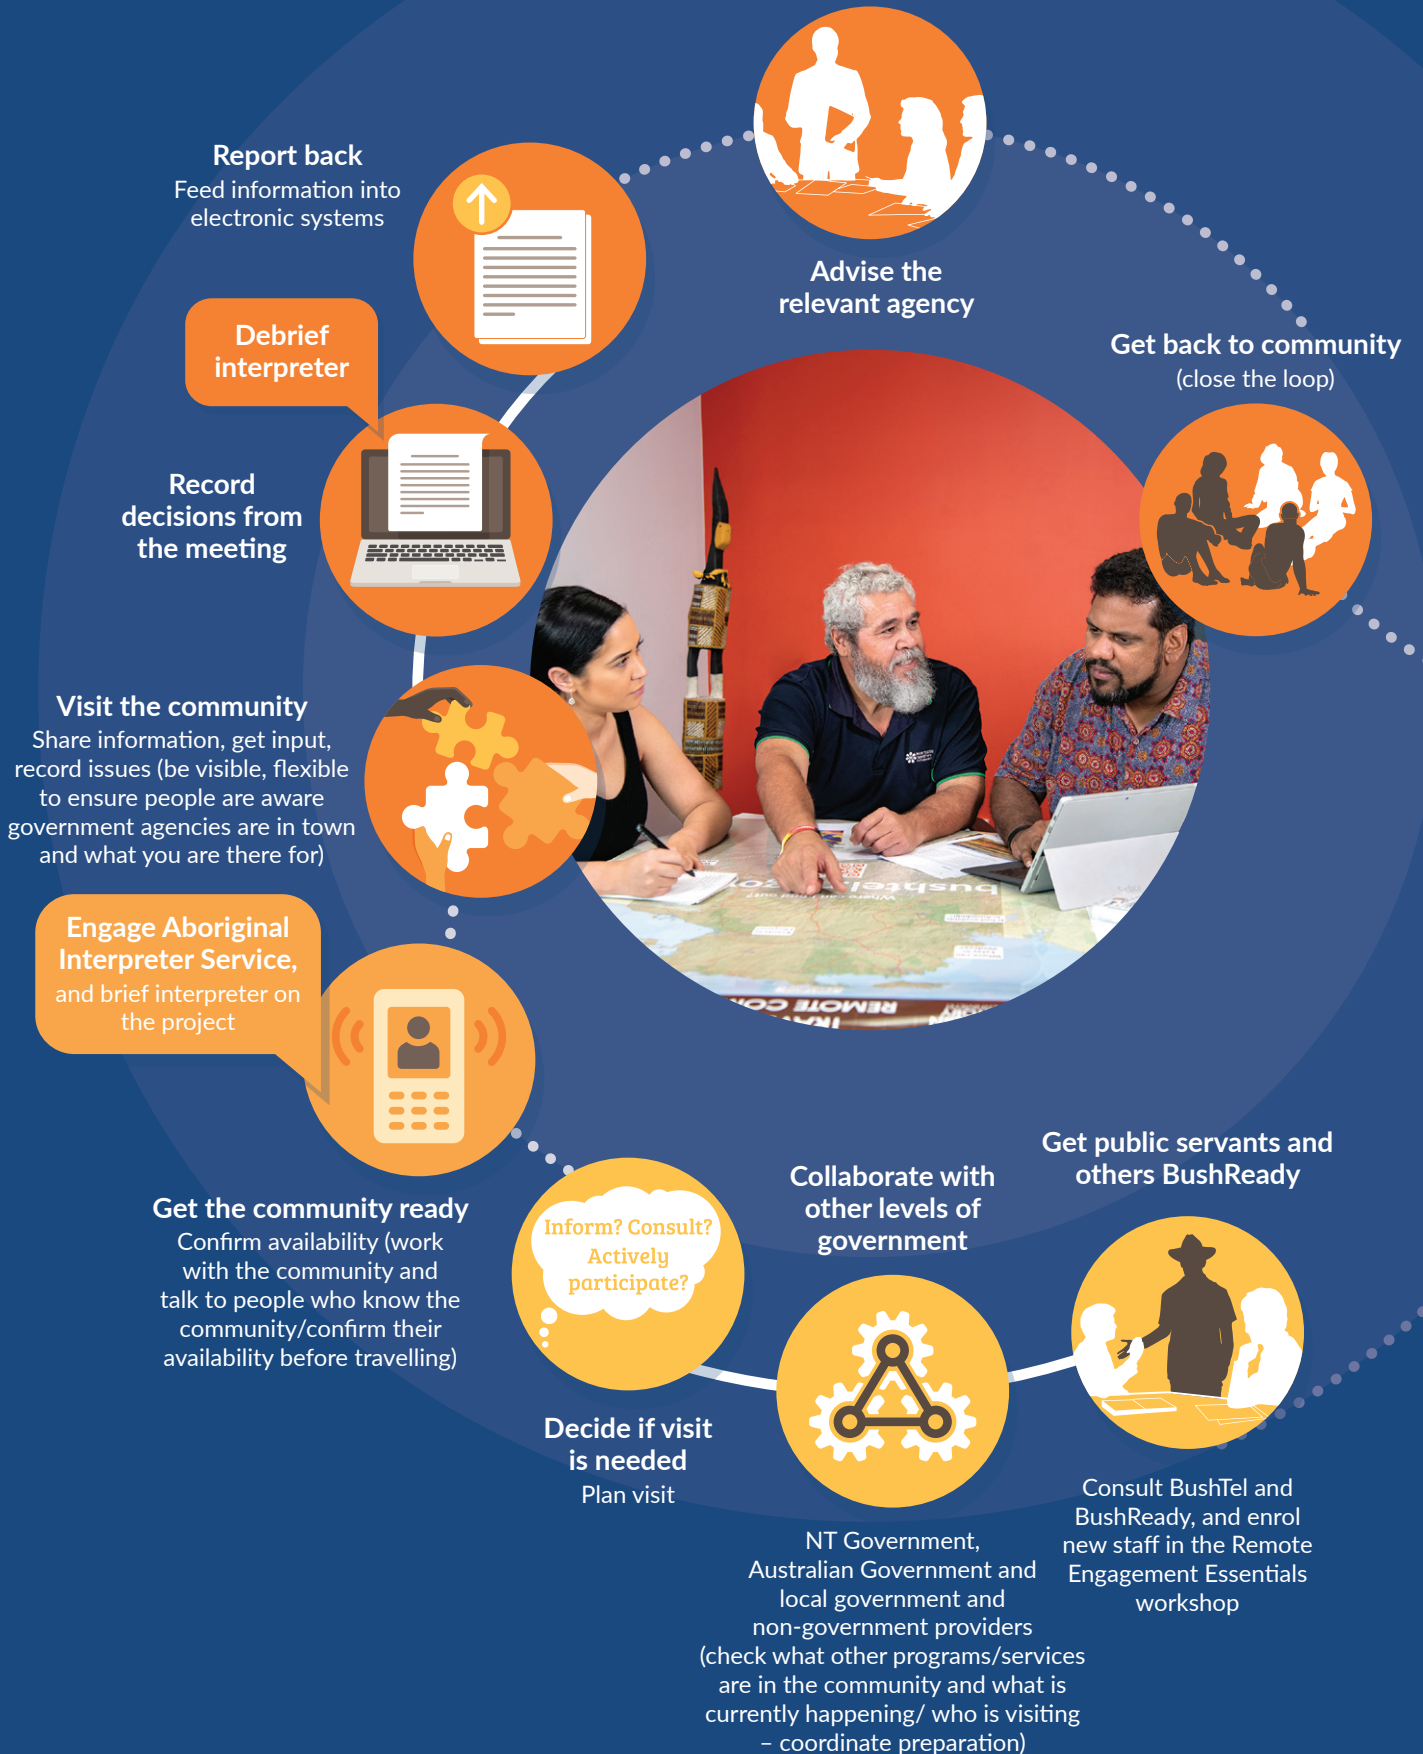 Report back
Feed information into
electronic systems
Advise the
relevant agency
Debrief
interpreter
Get back to community
(close the loop)
Record
decisions from
the meeting
Visit the community
Share information, get input,
record issues (be visible, flexible
to ensure people are aware
government agencies are in town
and what you are there for)
Engage Aboriginal
Interpreter Service,
and brief interpreter on
the project
REMOTE
Get the community ready
Confirm availability (work
with the community and
talk to people who know the
community/confirm their
availability before travelling)
Inform? Consult?
Actively
participate?
Decide if visit
is needed
Plan visit
Collaborate with
other levels of
government
NT Government,
Australian Government and
local government and
non-government providers
(check what other programs/services
are in the community and what is
currently happening/ who is visiting
– coordinate preparation)
Get public servants and
others BushReady
Consult BushTel and
BushReady, and enrol
new staff in the Remote
Engagement Essentials
workshop